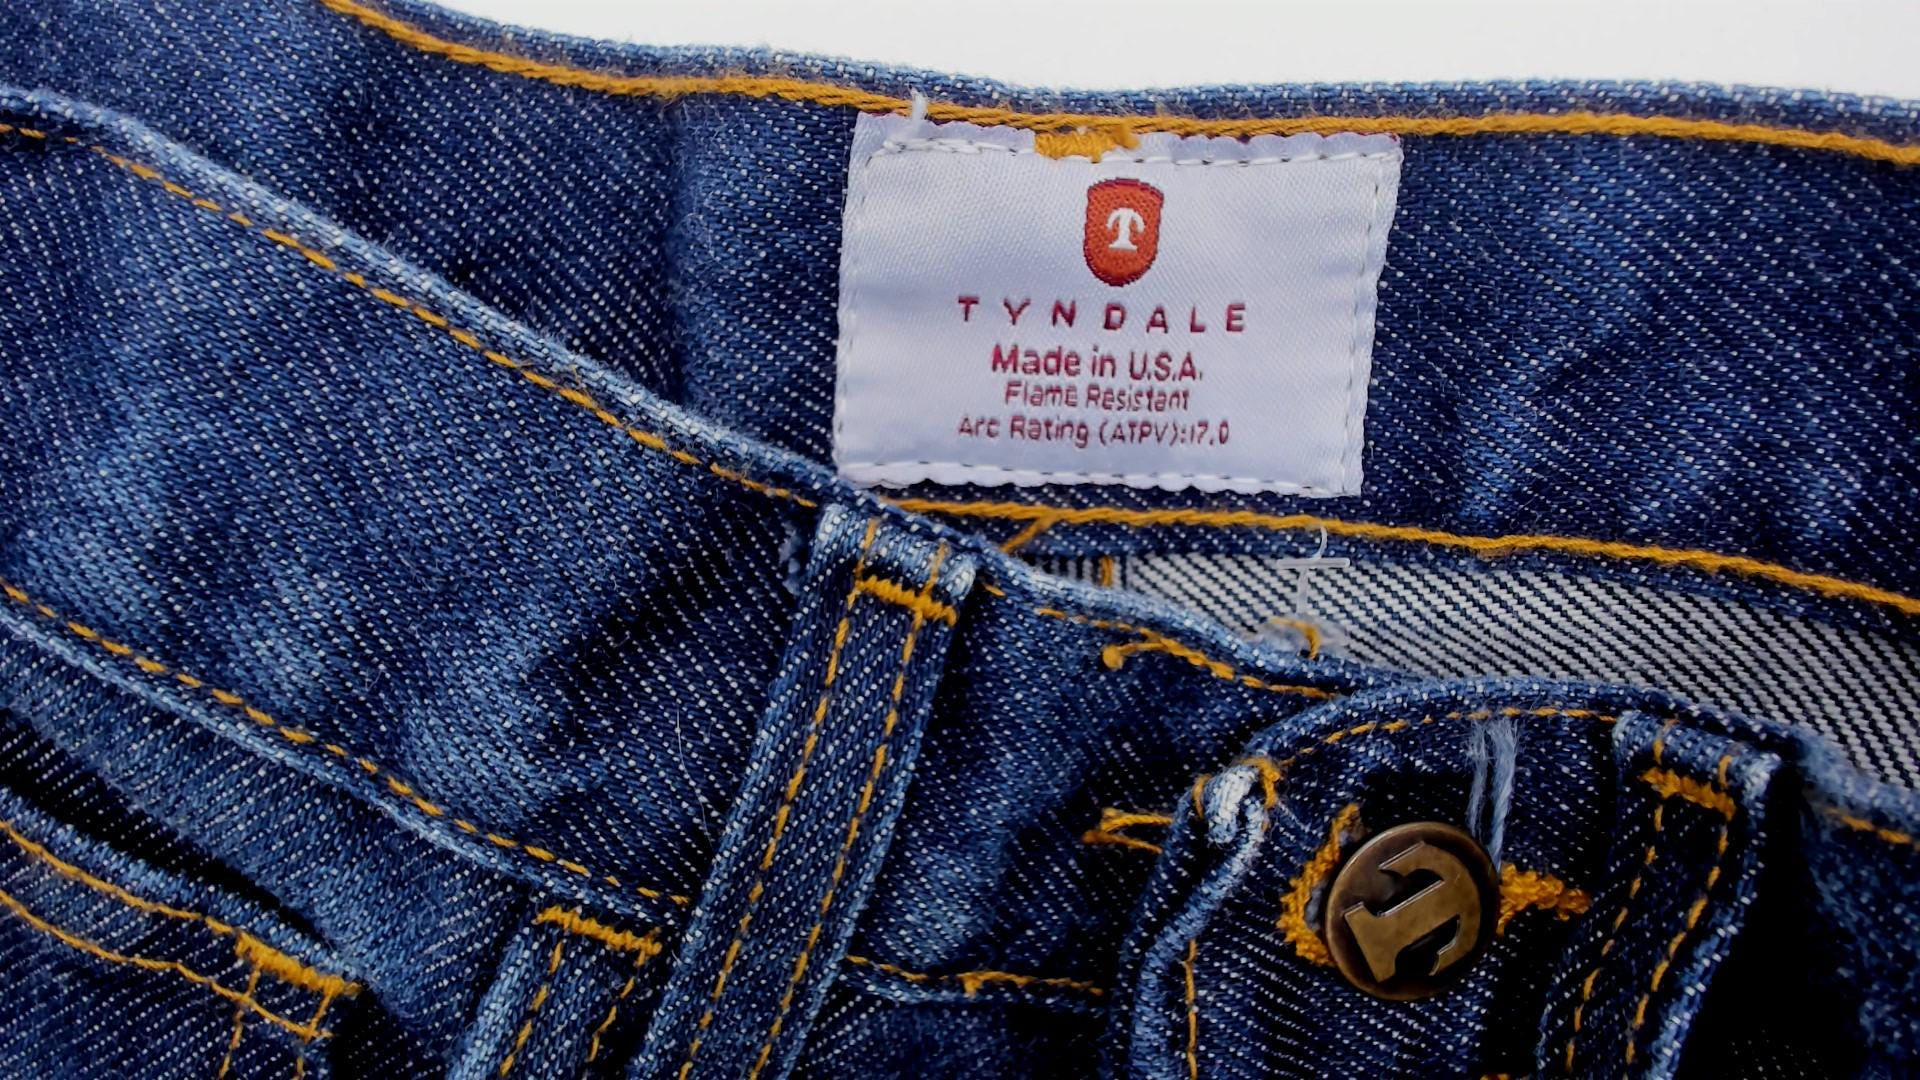 T
TYNDALE
Made in U.S.A.
Flame Resistant
Arc Rating (ATPV):17.0
T